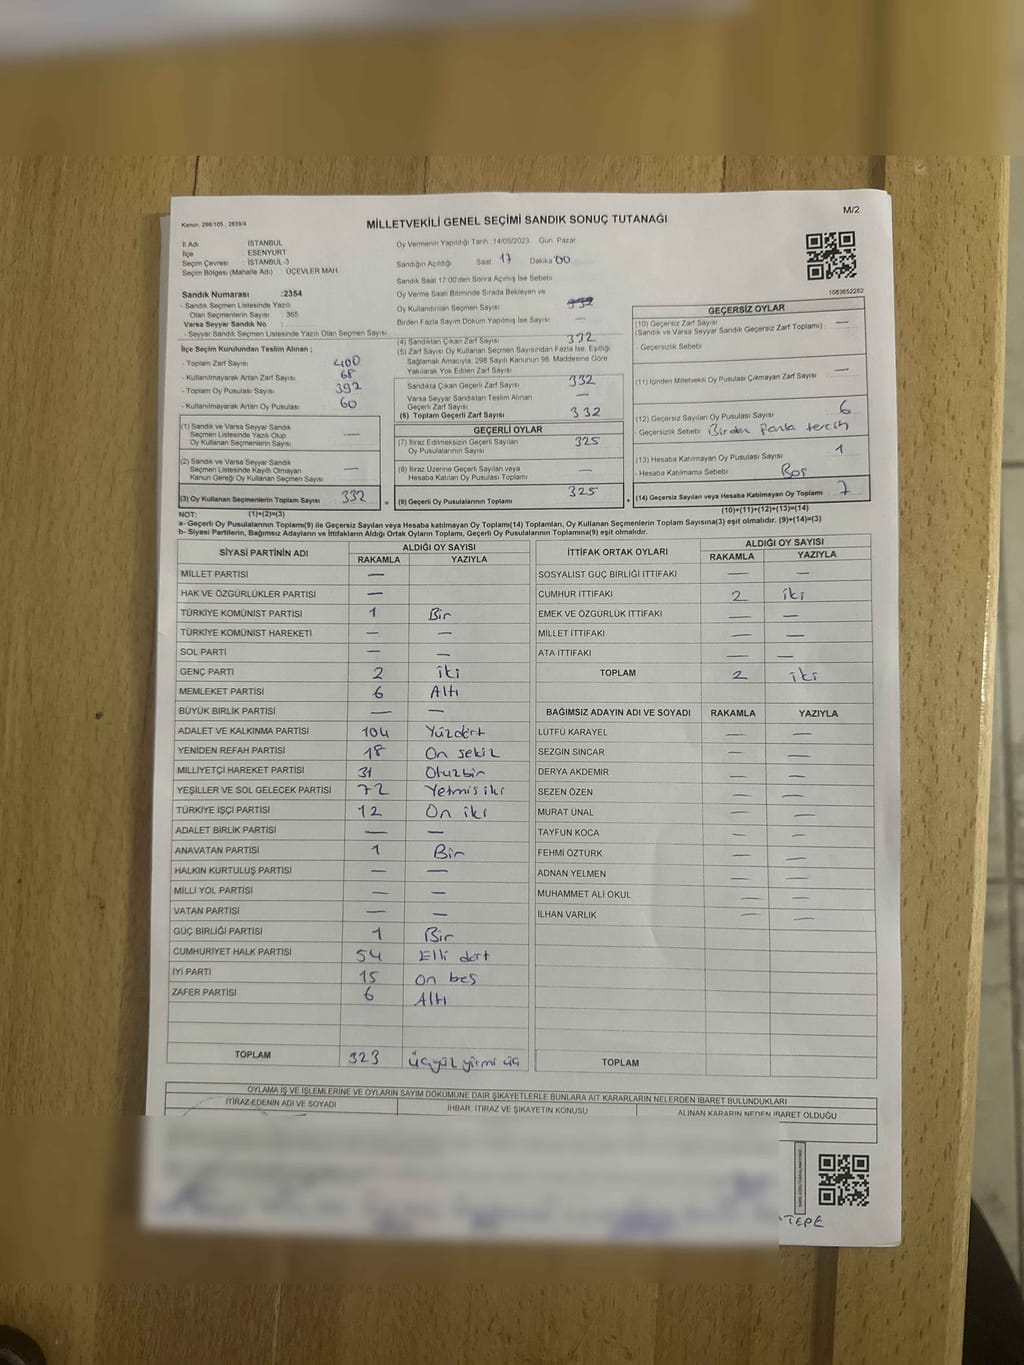 Kanun: 298/105 ; 2839/4
MİLLETVEKİLİ GENEL SEÇİMİ SANDIK SONUÇ TUTANAĞI
M/2
İl Adı İSTANBUL
İlçe ESENYURT
Seçim Çevresi : İSTANBUL-3
Seçim Bölgesi (Mahalle Adı) : ÜÇEVLER MAH.
Sandık Numarası :2354
- Sandık Seçmen Listesinde Yazılı
Olan Seçmenlerin Sayısı : 365
Varsa Seyyar Sandık No :
- Seyyar Sandık Seçmen Listesinde Yazılı Olan Seçmen Sayısı
İlçe Seçim Kurulundan Teslim Alınan ;
- Toplam Zarf Sayısı 400
- Kullanılmayarak Artan Zarf Sayısı 68
- Toplam Oy Pusulası Sayısı 392
- Kullanılmayarak Artan Oy Pusulası 60
(1) Sandık ve Varsa Seyyar Sandık
Seçmen Listesinde Yazılı Olup
Oy Kullanan Seçmenlerin Sayısı —
(2) Sandık ve Varsa Seyyar Sandık
Seçmen Listesinde Kaydı Olmayan
Kanun Gereği Oy Kullanan Seçmen Sayısı —
(3) Oy Kullanan Seçmenlerin Toplam Sayısı 332 =
Oy Vermenin Yapıldığı Tarih :14/05/2023 Gün Pazar
Sandığın Açıldığı Saat 17 Dakika 00
Sandık Saat 17:00'den Sonra Açılmış İse Sebebi
Oy Verme Saati Bitiminde Sırada Bekleyen ve
Oy Kullandırılan Seçmen Sayısı
Birden Fazla Sayım Döküm Yapılmış İse Sayısı —
(4) Sandıktan Çıkan Zarf Sayısı 332
(5) Zarf Sayısı Oy Kullanan Seçmen Sayısından Fazla İse, Eşitliği
Sağlamak Amacıyla, 298 Sayılı Kanunun 98. Maddesine Göre
Yakılarak Yok Edilen Zarf Sayısı
Sandıkta Çıkan Geçerli Zarf Sayısı 332
Varsa Seyyar Sandıktan Teslim Alınan
Geçerli Zarf Sayısı —
(6) Toplam Geçerli Zarf Sayısı 332
GEÇERLİ OYLAR
(7) İtiraz Edilmeksizin Geçerli Sayılan
Oy Pusulasının Sayısı 325
(8) İtiraz Üzerine Geçerli Sayılan veya
Hesaba Katılan Oy Pusulası Toplamı —
(9) Geçerli Oy Pusulalarının Toplamı 325 +
1083652282
GEÇERSİZ OYLAR
(10) Geçersiz Zarf Sayısı
(Sandık ve Varsa Seyyar Sandık Geçersiz Zarf Toplamı) —
- Geçersizlik Sebebi
(11) İçinden Milletvekili Oy Pusulası Çıkmayan Zarf Sayısı —
(12) Geçersiz Sayılan Oy Pusulası Sayısı 6
- Geçersizlik Sebebi Birden fazla tercih
(13) Hesaba Katılmayan Oy Pusulası Sayısı 1
- Hesaba Katılmama Sebebi Boş
(14) Geçersiz Sayılan veya Hesaba Katılmayan Oy Toplamı 7
NOT: (1)+(2)=(3) (10)+(11)+(12)+(13)=(14)
a- Geçerli Oy Pusulalarının Toplamı(9) ile Geçersiz Sayılan veya Hesaba katılmayan Oy Toplamı(14) Toplamları, Oy Kullanan Seçmenlerin Toplam Sayısına(3) eşit olmalıdır. (9)+(14)=(3)
b- Siyasi Partilerin, Bağımsız Adayların ve İttifakların Aldığı Ortak Oyların Toplamı, Geçerli Oy Pusulalarının Toplamına(9) eşit olmalıdır.
SİYASİ PARTİNİN ADI ALDIĞI OY SAYISI
RAKAMLA YAZIYLA
MİLLET PARTİSİ —
HAK VE ÖZGÜRLÜKLER PARTİSİ —
TÜRKİYE KOMÜNİST PARTİSİ 1 Bir
TÜRKİYE KOMÜNİST HAREKETİ — —
SOL PARTİ — —
GENÇ PARTİ 2 iki
MEMLEKET PARTİSİ 6 Altı
BÜYÜK BİRLİK PARTİSİ — —
ADALET VE KALKINMA PARTİSİ 104 Yüzdört
YENİDEN REFAH PARTİSİ 18 On sekiz
MİLLİYETÇİ HAREKET PARTİSİ 31 Otuzbir
YEŞİLLER VE SOL GELECEK PARTİSİ 72 Yetmiş iki
TÜRKİYE İŞÇİ PARTİSİ 12 On iki
ADALET BİRLİK PARTİSİ — —
ANAVATAN PARTİSİ 1 Bir
HALKIN KURTULUŞ PARTİSİ — —
MİLLİ YOL PARTİSİ — —
VATAN PARTİSİ — —
GÜÇ BİRLİĞİ PARTİSİ 1 Bir
CUMHURİYET HALK PARTİSİ 54 Elli dört
İYİ PARTİ 15 on beş
ZAFER PARTİSİ 6 Altı
TOPLAM 323 üçyüz yirmi üç
İTTİFAK ORTAK OYLARI ALDIĞI OY SAYISI
RAKAMLA YAZIYLA
SOSYALİST GÜÇ BİRLİĞİ İTTİFAKI — —
CUMHUR İTTİFAKI 2 iki
EMEK VE ÖZGÜRLÜK İTTİFAKI — —
MİLLET İTTİFAKI — —
ATA İTTİFAKI — —
TOPLAM 2 iki
BAĞIMSIZ ADAYIN ADI VE SOYADI RAKAMLA YAZIYLA
LÜTFÜ KARAYEL — —
SEZGİN SİNCAR — —
DERYA AKDEMİR — —
SEZEN ÖZEN — —
MURAT ÜNAL — —
TAYFUN KOCA — —
FEHMİ ÖZTÜRK — —
ADNAN YELMEN — —
MUHAMMET ALİ OKUL — —
İLHAN VARLIK — —
TOPLAM
OYLAMA İŞ VE İŞLEMLERİNE VE OYLARIN SAYIM DÖKÜMÜNE DAİR ŞİKAYETLERLE BUNLARA AİT KARARLARIN NELERDEN İBARET BULUNDUKLARI
İTİRAZ EDENİN ADI VE SOYADI İHBAR, İTİRAZ VE ŞİKAYETİN KONUSU ALINAN KARARIN NEDEN İBARET OLDUĞU
TEPE